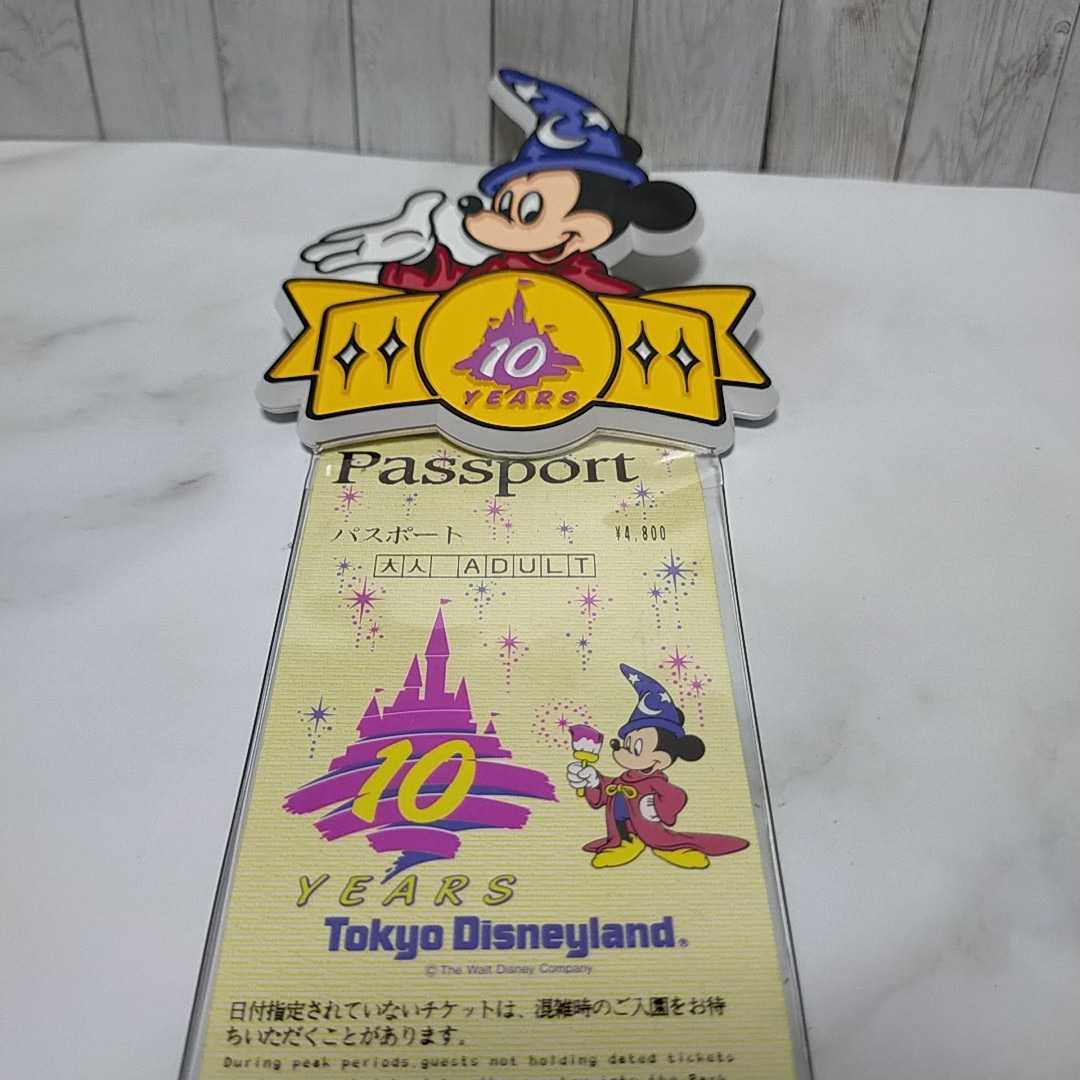 10
YEARS
Passport
パスポート ¥4,800
大人 ADULT
10
YEARS
Tokyo Disneyland®
© The Walt Disney Company
日付指定されていないチケットは、混雑時のご入園をお待
ちいただくことがあります。
During peak periods,guests not holding dated tickets